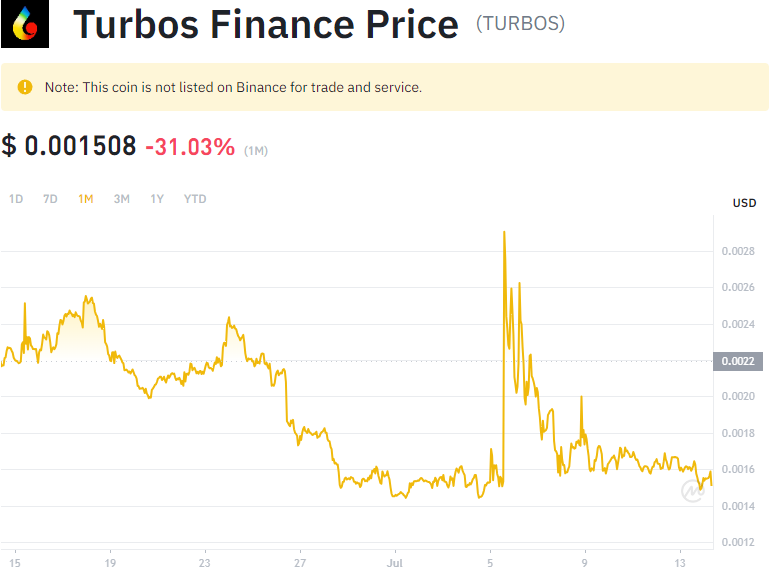 Turbos Finance Price (TURBOS)
Note: This coin is not listed on Binance for trade and service.
$ 0.001508 -31.03% (1M)
1D 7D 1M 3M 1Y YTD
USD
0.0028
0.0026
0.0024
0.0022
0.0020
0.0018
0.0016
0.0014
0.0012
15 19 23 27 Jul 5 9 13